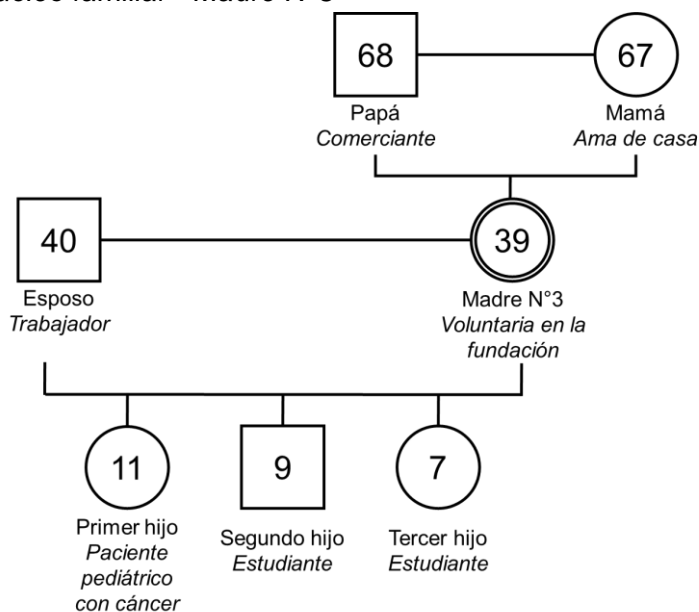 68
67
Papá
Comerciante
Mamá
Ama de casa
40
39
Esposo
Trabajador
Madre N°3
Voluntaria en la
fundación
11
9
7
Primer hijo
Paciente
pediátrico
con cáncer
Segundo hijo
Estudiante
Tercer hijo
Estudiante